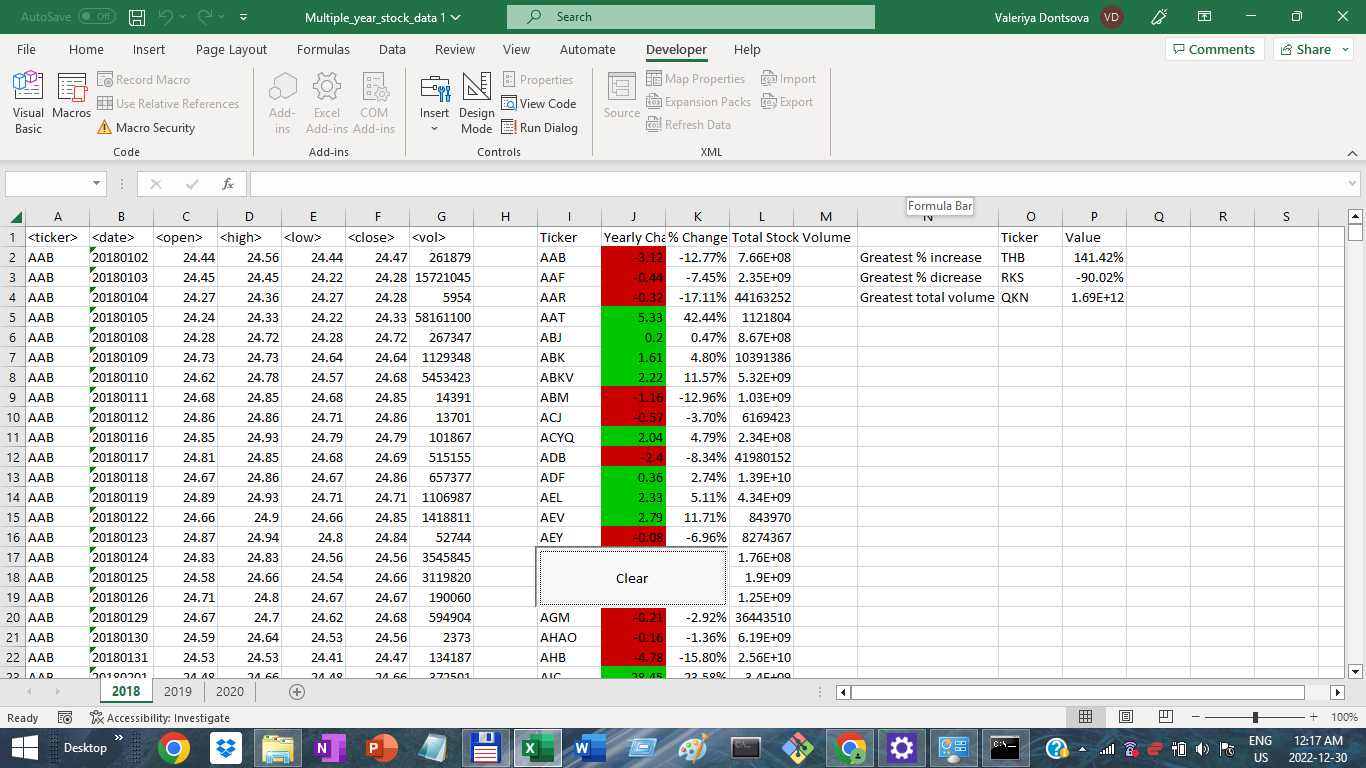 AutoSave Off Multiple_year_stock_data 1 Search Valeriya Dontsova VD
File Home Insert Page Layout Formulas Data Review View Automate Developer Help Comments Share
Visual Basic Macros Record Macro Use Relative References Macro Security
Add-ins Excel Add-ins COM Add-ins
Insert Design Mode Properties View Code Run Dialog
Source Map Properties Expansion Packs Refresh Data Import Export
Code Add-ins Controls XML
fx
Formula Bar
A B C D E F G H I J K L M N O P Q R S
1 <ticker> <date> <open> <high> <low> <close> <vol> Ticker Yearly Cha % Change Total Stock Volume Ticker Value
2 AAB 20180102 24.44 24.56 24.44 24.47 261879 AAB -3.12 -12.77% 7.66E+08 Greatest % increase THB 141.42%
3 AAB 20180103 24.45 24.45 24.22 24.28 15721045 AAF -0.44 -7.45% 2.35E+09 Greatest % dicrease RKS -90.02%
4 AAB 20180104 24.27 24.36 24.27 24.28 5954 AAR -0.32 -17.11% 44163252 Greatest total volume QKN 1.69E+12
5 AAB 20180105 24.24 24.33 24.22 24.33 58161100 AAT 5.33 42.44% 1121804
6 AAB 20180108 24.28 24.72 24.28 24.72 267347 ABJ 0.2 0.47% 8.67E+08
7 AAB 20180109 24.73 24.73 24.64 24.64 1129348 ABK 1.61 4.80% 10391386
8 AAB 20180110 24.62 24.78 24.57 24.68 5453423 ABKV 2.22 11.57% 5.32E+09
9 AAB 20180111 24.68 24.85 24.68 24.85 14391 ABM -1.16 -12.96% 1.03E+09
10 AAB 20180112 24.86 24.86 24.71 24.86 13701 ACJ -0.57 -3.70% 6169423
11 AAB 20180116 24.85 24.93 24.79 24.79 101867 ACYQ 2.04 4.79% 2.34E+08
12 AAB 20180117 24.81 24.85 24.68 24.69 515155 ADB -2.4 -8.34% 41980152
13 AAB 20180118 24.67 24.86 24.67 24.86 657377 ADF 0.36 2.74% 1.39E+10
14 AAB 20180119 24.89 24.93 24.71 24.71 1106987 AEL 2.33 5.11% 4.34E+09
15 AAB 20180122 24.66 24.9 24.66 24.85 1418811 AEV 2.79 11.71% 843970
16 AAB 20180123 24.87 24.94 24.8 24.84 52744 AEY -0.08 -6.96% 8274367
17 AAB 20180124 24.83 24.83 24.56 24.56 3545845 1.76E+08
18 AAB 20180125 24.58 24.66 24.54 24.66 3119820 Clear 1.9E+09
19 AAB 20180126 24.71 24.8 24.67 24.67 190060 1.25E+09
20 AAB 20180129 24.67 24.7 24.62 24.68 594904 AGM -0.21 -2.92% 36443510
21 AAB 20180130 24.59 24.64 24.53 24.56 2373 AHAO -0.16 -1.36% 6.19E+09
22 AAB 20180131 24.53 24.53 24.41 24.47 134187 AHB -4.78 -15.80% 2.56E+10
23 AAB 20180201 24.48 24.66 24.48 24.66 372501 AIC 28.45 23.58% 3.4E+09
2018 2019 2020
Ready Accessibility: Investigate 100%
Desktop ENG US 12:17 AM 2022-12-30